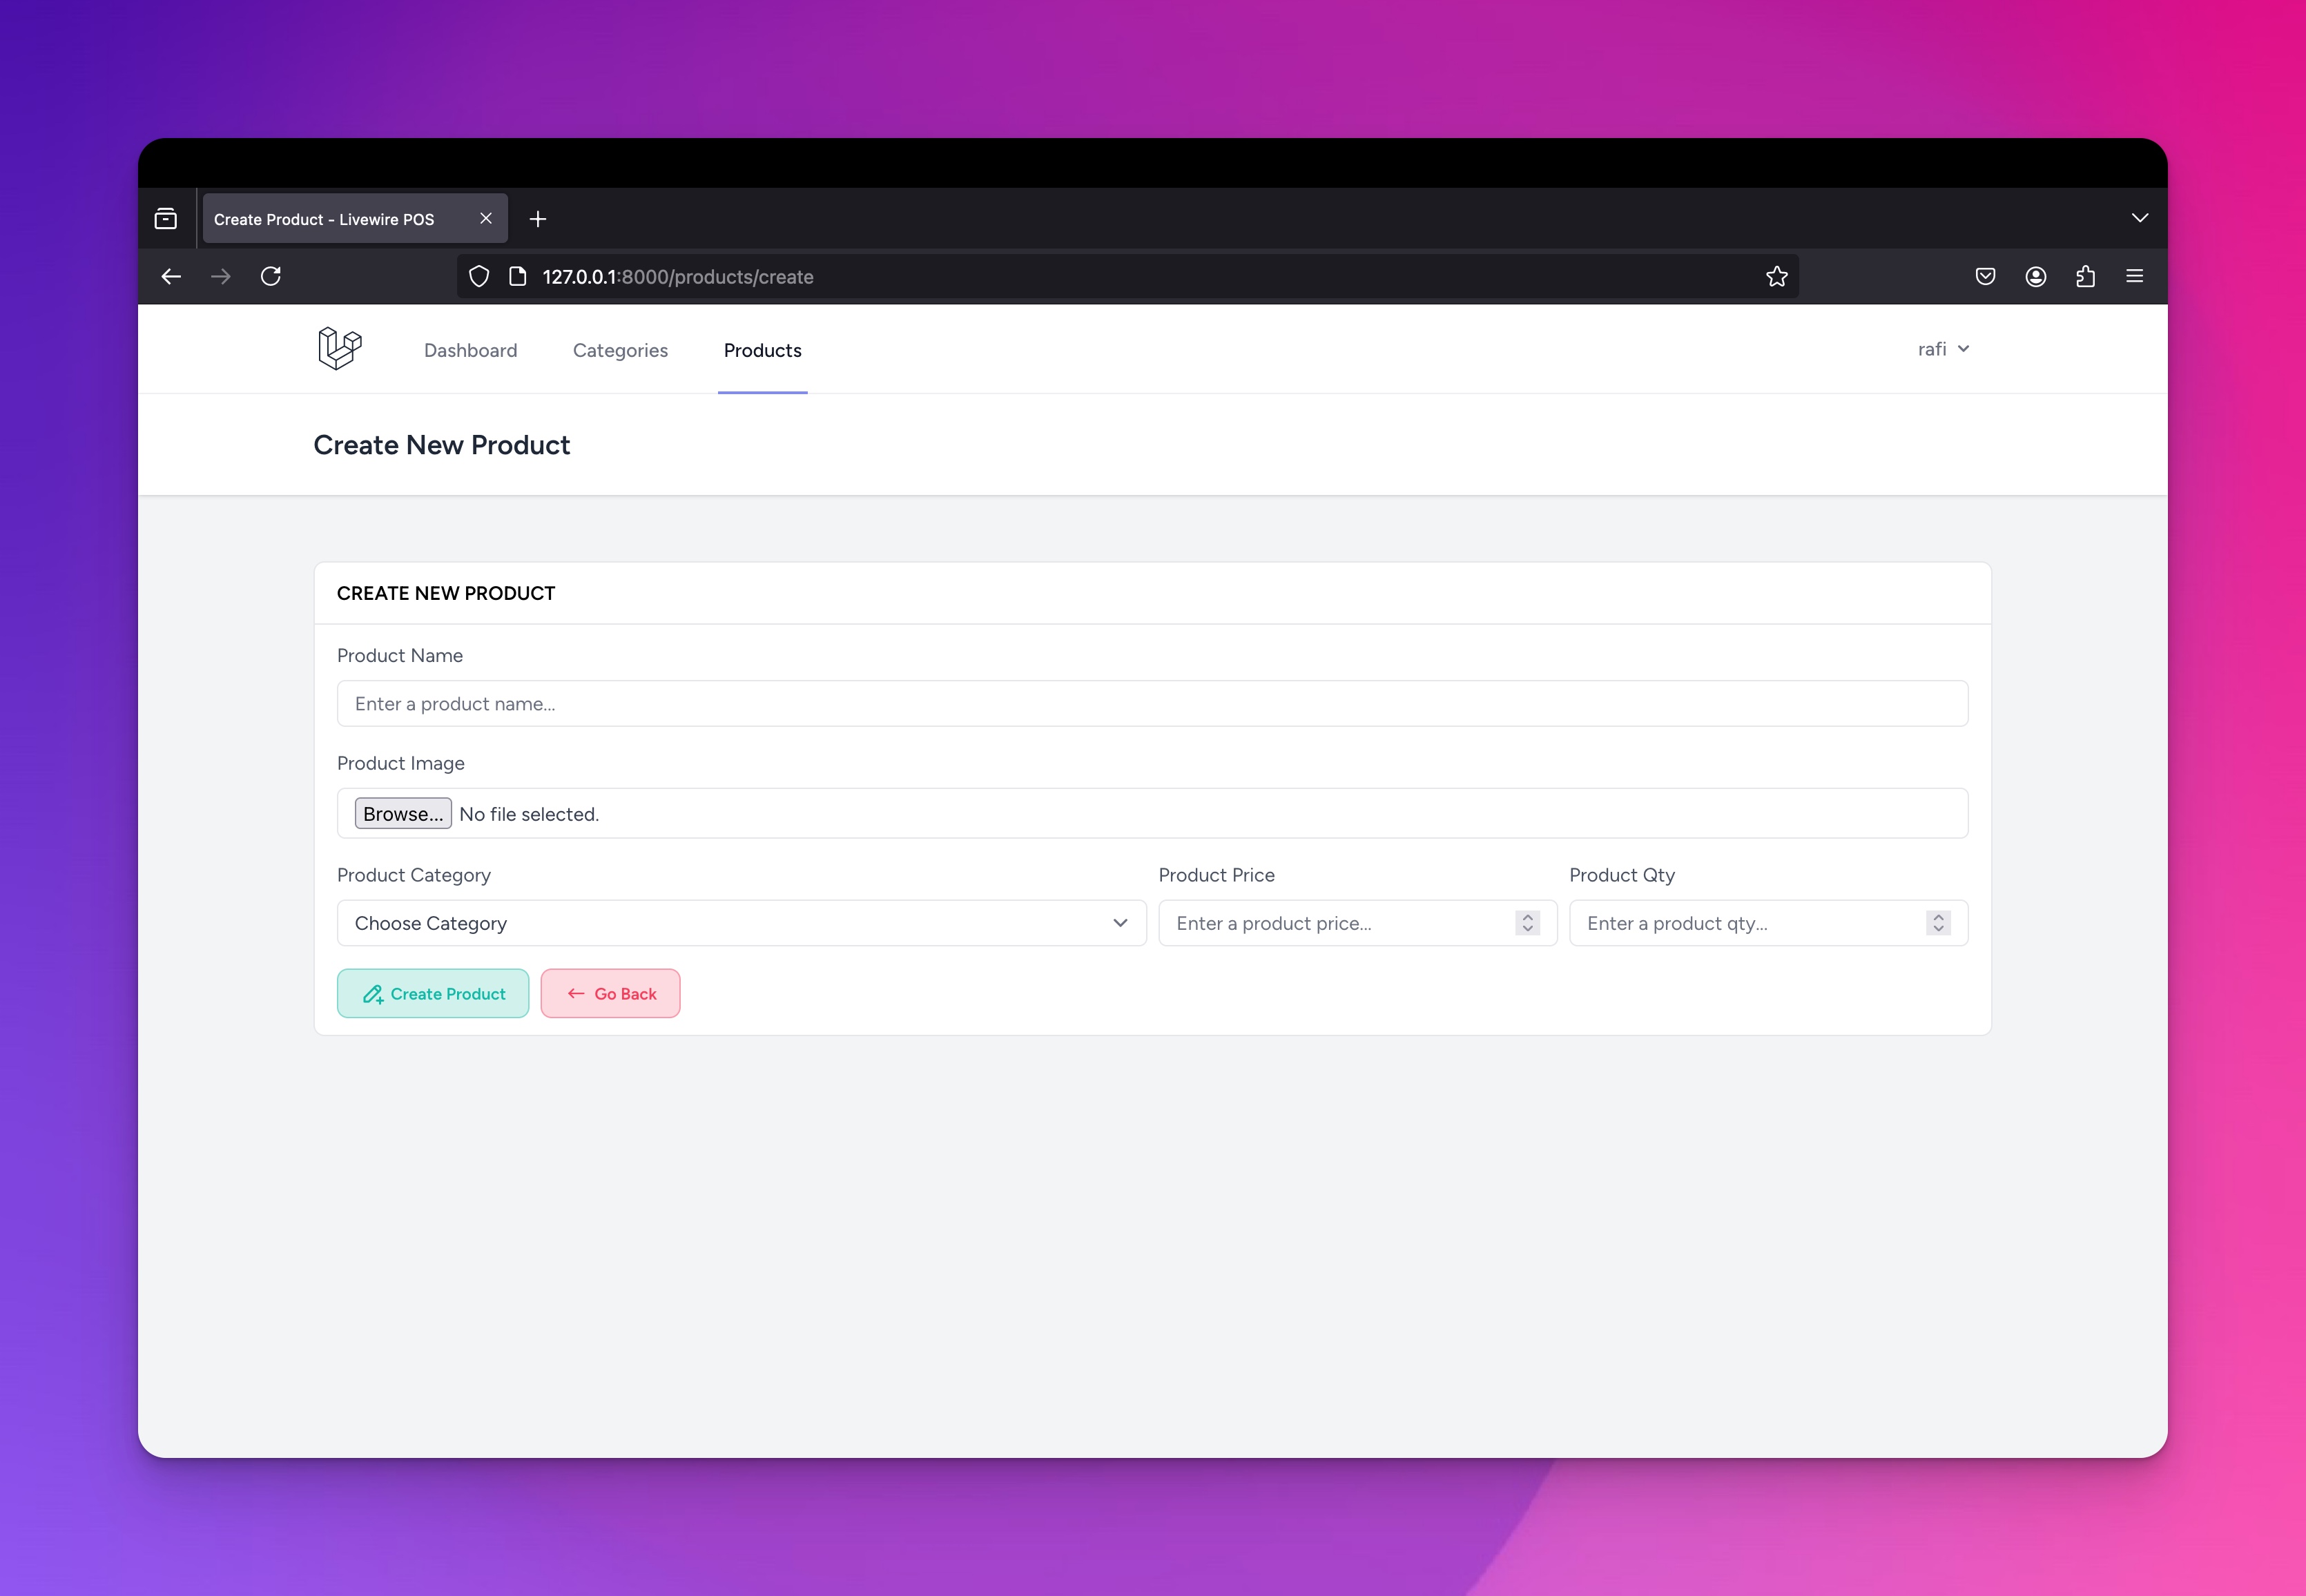 Create Product - Livewire POS
127.0.0.1:8000/products/create
Dashboard Categories Products rafi
Create New Product
CREATE NEW PRODUCT
Product Name
Enter a product name...
Product Image
Browse... No file selected.
Product Category Product Price Product Qty
Choose Category Enter a product price... Enter a product qty...
Create Product Go Back